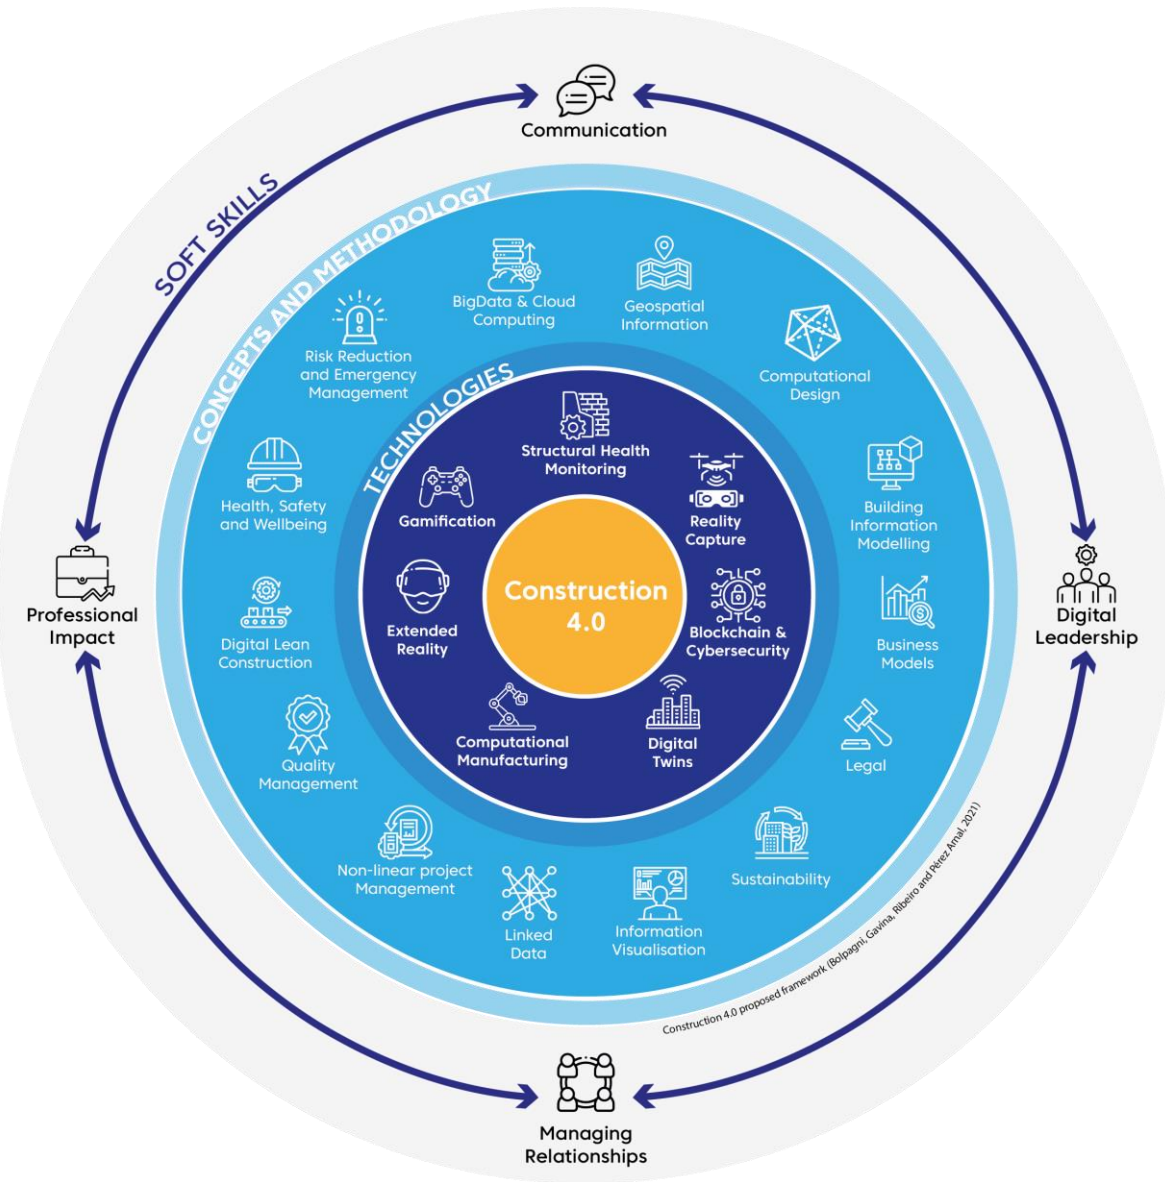 Communication
SOFT SKILLS
CONCEPTS AND METHODOLOGY
BigData & Cloud
Computing
Geospatial
Information
Computational
Design
Building
Information
Modelling
Business
Models
Legal
Sustainability
Information
Visualisation
Linked
Data
Non-linear project
Management
Quality
Management
Digital Lean
Construction
Health, Safety
and Wellbeing
Risk Reduction
and Emergency
Management
TECHNOLOGIES
Structural Health
Monitoring
Reality
Capture
Blockchain &
Cybersecurity
Digital
Twins
Computational
Manufacturing
Extended
Reality
Gamification
Construction
4.0
Professional
Impact
Digital
Leadership
Construction 4.0 proposed framework (Bolpagni, Gavina, Ribeiro and Pérez Arnal, 2021)
Managing
Relationships